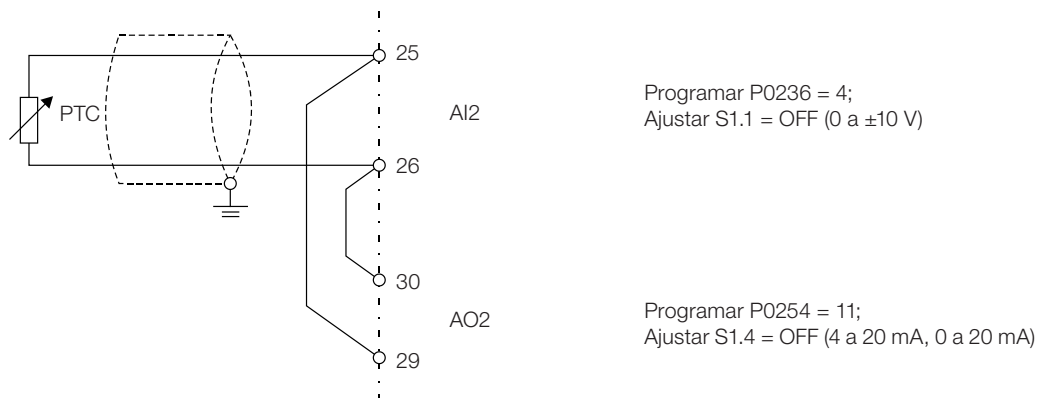 25
PTC
AI2
Programar P0236 = 4;
Ajustar S1.1 = OFF (0 a ±10 V)
26
30
AO2
Programar P0254 = 11;
Ajustar S1.4 = OFF (4 a 20 mA, 0 a 20 mA)
29